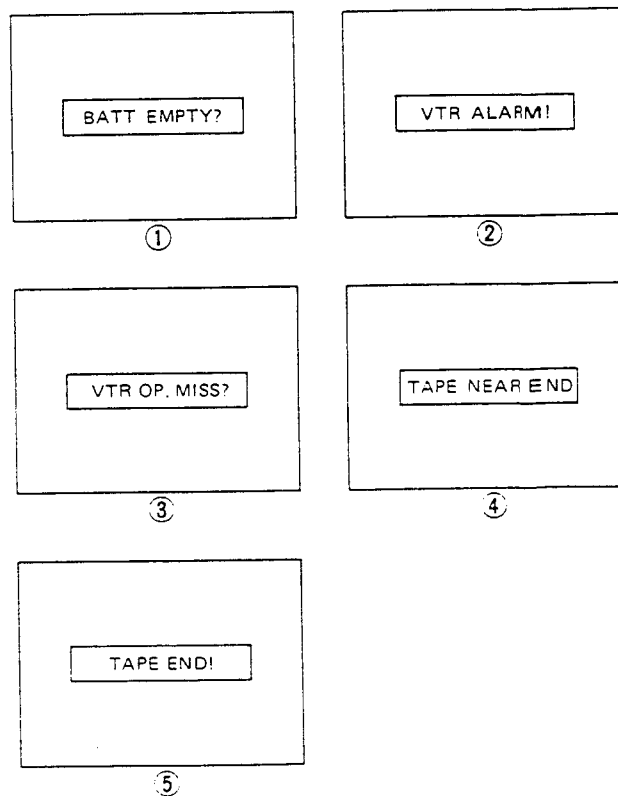 BATT EMPTY?
①
VTR ALARM!
②
VTR OP. MISS?
③
TAPE NEAR END
④
TAPE END!
⑤